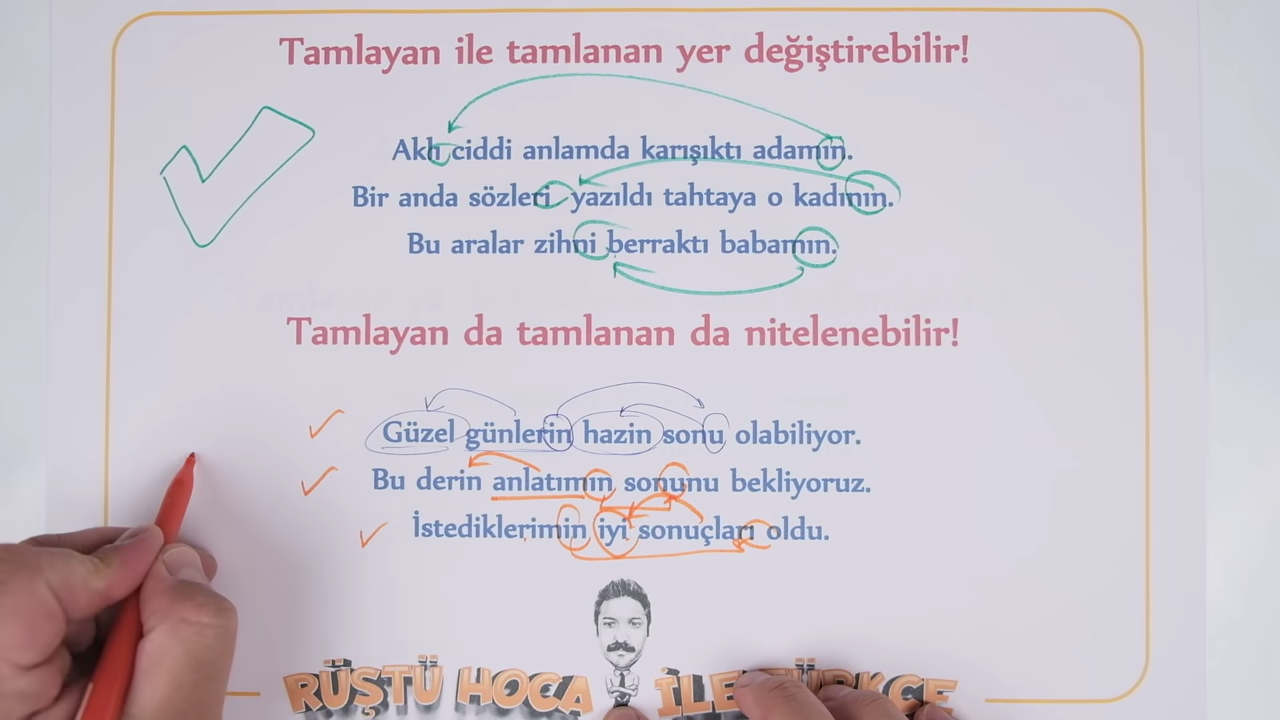 Tamlayan ile tamlanan yer değiştirebilir!
Aklı ciddi anlamda karışıktı adamın.
Bir anda sözleri yazıldı tahtaya o kadının.
Bu aralar zihni berraktı babamın.
Tamlayan da tamlanan da nitelenebilir!
Güzel günlerin hazin sonu olabiliyor.
Bu derin anlatımın sonunu bekliyoruz.
İstediklerimin iyi sonuçları oldu.
RÜŞTÜ HOCA İLE TÜRKÇE